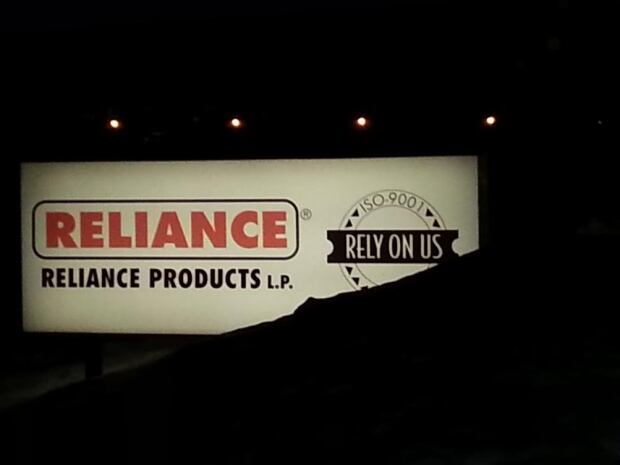 RELIANCE®
RELIANCE PRODUCTS L.P.
ISO-9001
RELY ON US